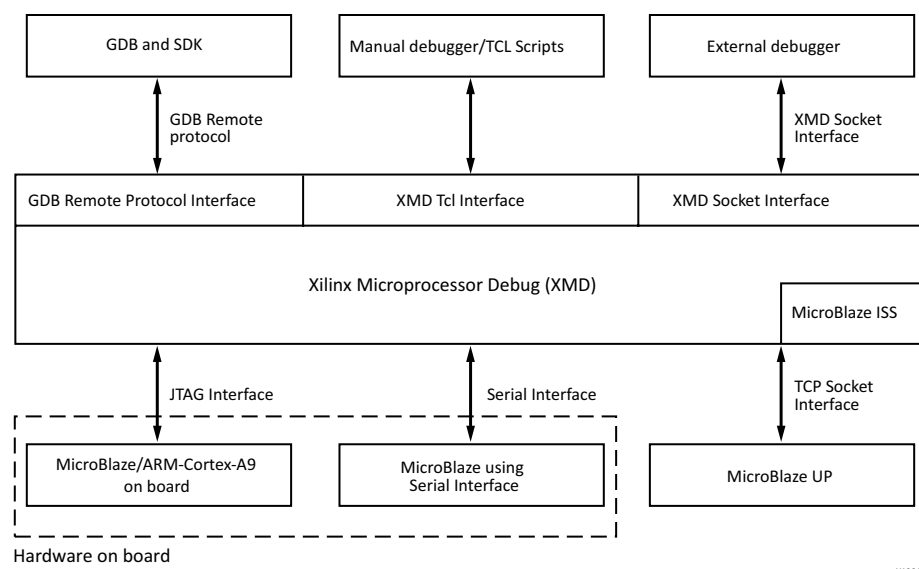 GDB and SDK
Manual debugger/TCL Scripts
External debugger
GDB Remote
protocol
XMD Socket
Interface
GDB Remote Protocol Interface
XMD Tcl Interface
XMD Socket Interface
Xilinx Microprocessor Debug (XMD)
MicroBlaze ISS
JTAG Interface
Serial Interface
TCP Socket
Interface
MicroBlaze/ARM-Cortex-A9
on board
MicroBlaze using
Serial Interface
MicroBlaze UP
Hardware on board